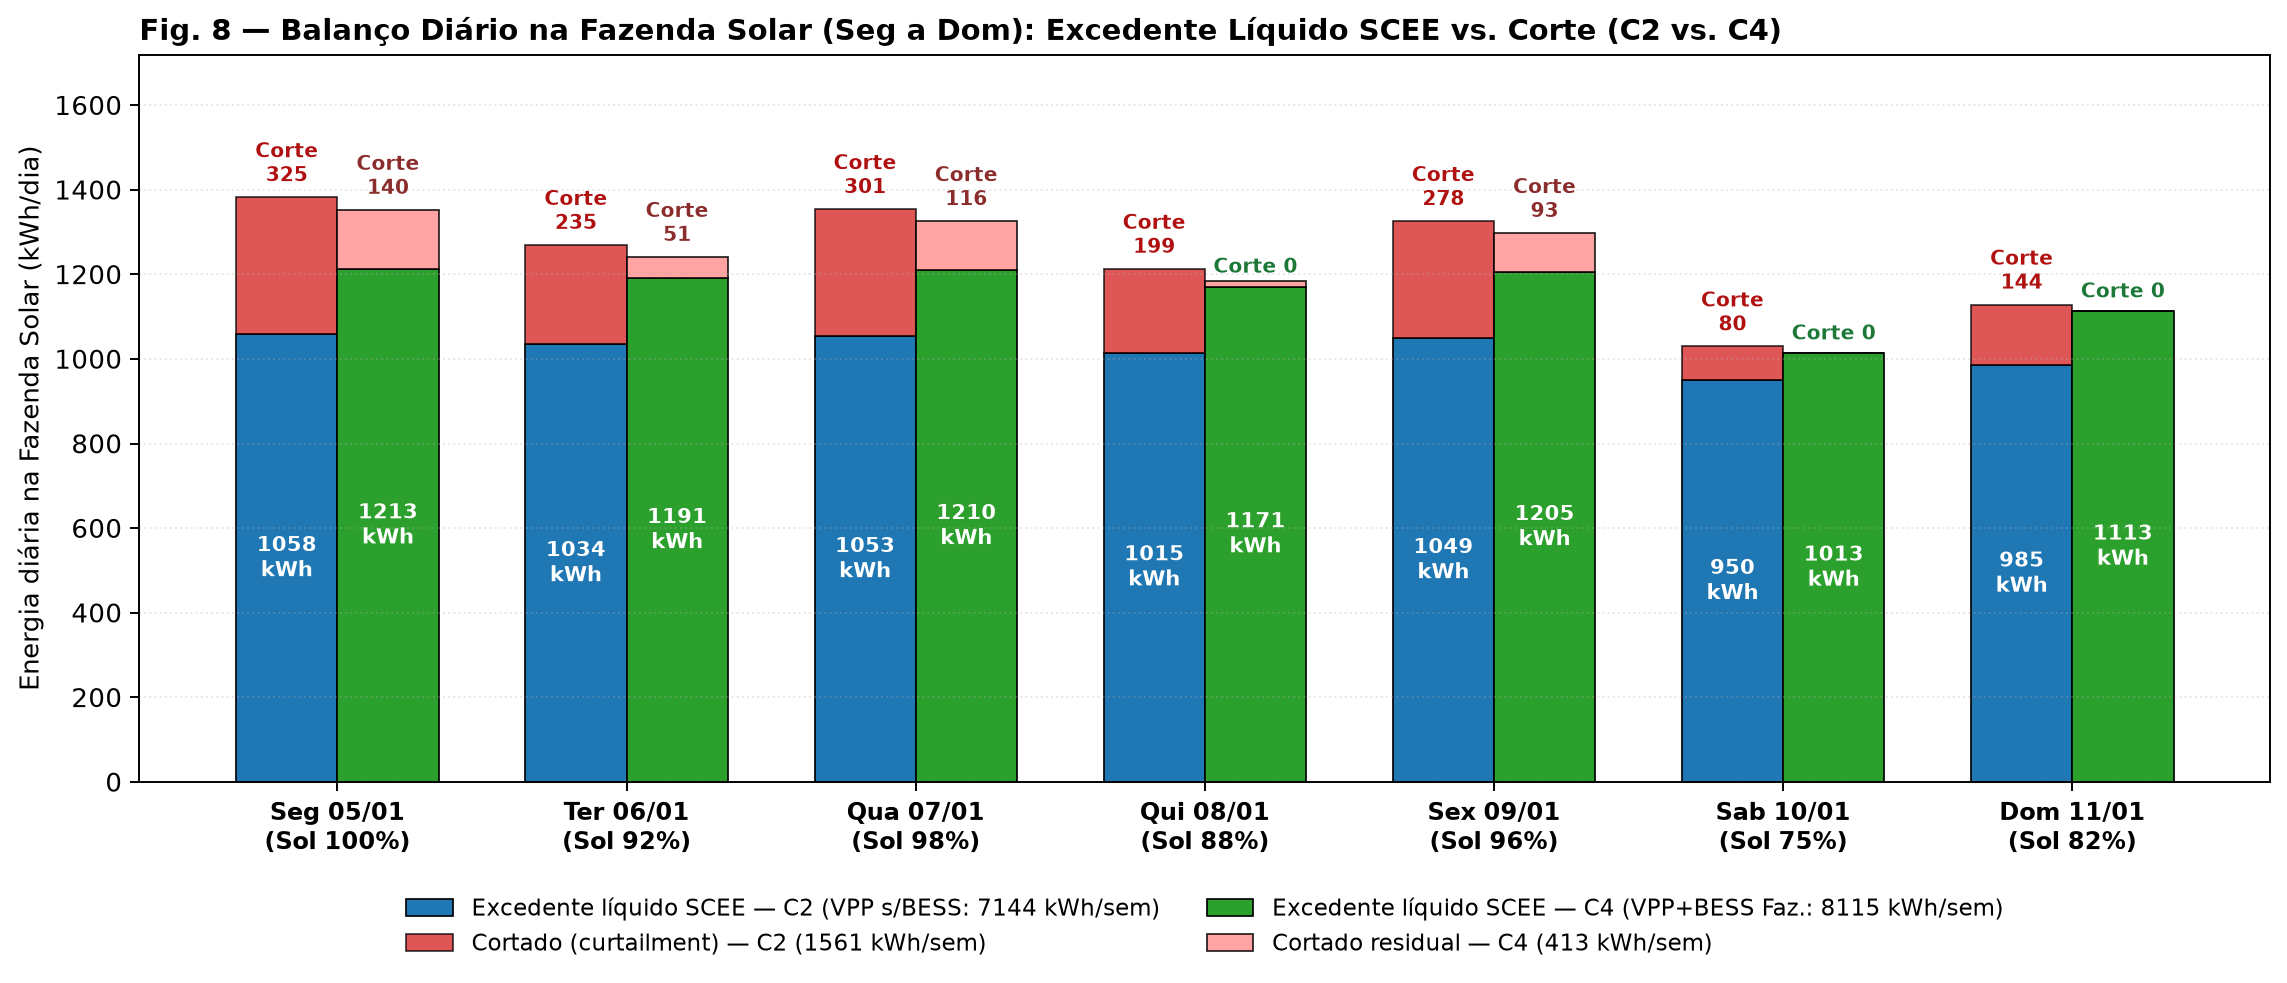 Fig. 8 — Balanço Diário na Fazenda Solar (Seg a Dom): Excedente Líquido SCEE vs. Corte (C2 vs. C4)
Energia diária na Fazenda Solar (kWh/dia)
1600
1400
1200
1000
800
600
400
200
0
Corte
325
Corte
140
1058
kWh
1213
kWh
Corte
235
Corte
51
1034
kWh
1191
kWh
Corte
301
Corte
116
1053
kWh
1210
kWh
Corte
199
Corte 0
1015
kWh
1171
kWh
Corte
278
Corte
93
1049
kWh
1205
kWh
Corte
80
Corte 0
950
kWh
1013
kWh
Corte
144
Corte 0
985
kWh
1113
kWh
Seg 05/01
(Sol 100%)
Ter 06/01
(Sol 92%)
Qua 07/01
(Sol 98%)
Qui 08/01
(Sol 88%)
Sex 09/01
(Sol 96%)
Sab 10/01
(Sol 75%)
Dom 11/01
(Sol 82%)
Excedente líquido SCEE — C2 (VPP s/BESS: 7144 kWh/sem)
Cortado (curtailment) — C2 (1561 kWh/sem)
Excedente líquido SCEE — C4 (VPP+BESS Faz.: 8115 kWh/sem)
Cortado residual — C4 (413 kWh/sem)